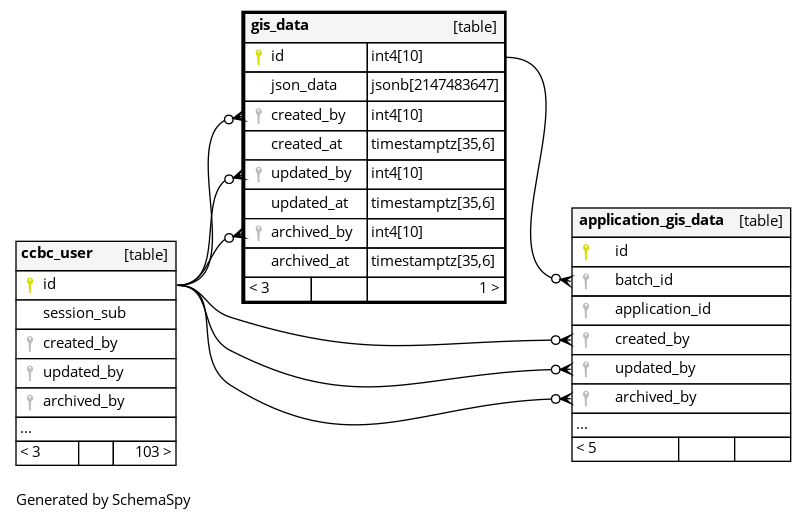 gis_data [table]
id int4[10]
json_data jsonb[2147483647]
created_by int4[10]
created_at timestamptz[35,6]
updated_by int4[10]
updated_at timestamptz[35,6]
archived_by int4[10]
archived_at timestamptz[35,6]
< 3 1 >
ccbc_user [table]
id
session_sub
created_by
updated_by
archived_by
...
< 3 103 >
application_gis_data [table]
id
batch_id
application_id
created_by
updated_by
archived_by
...
< 5
Generated by SchemaSpy